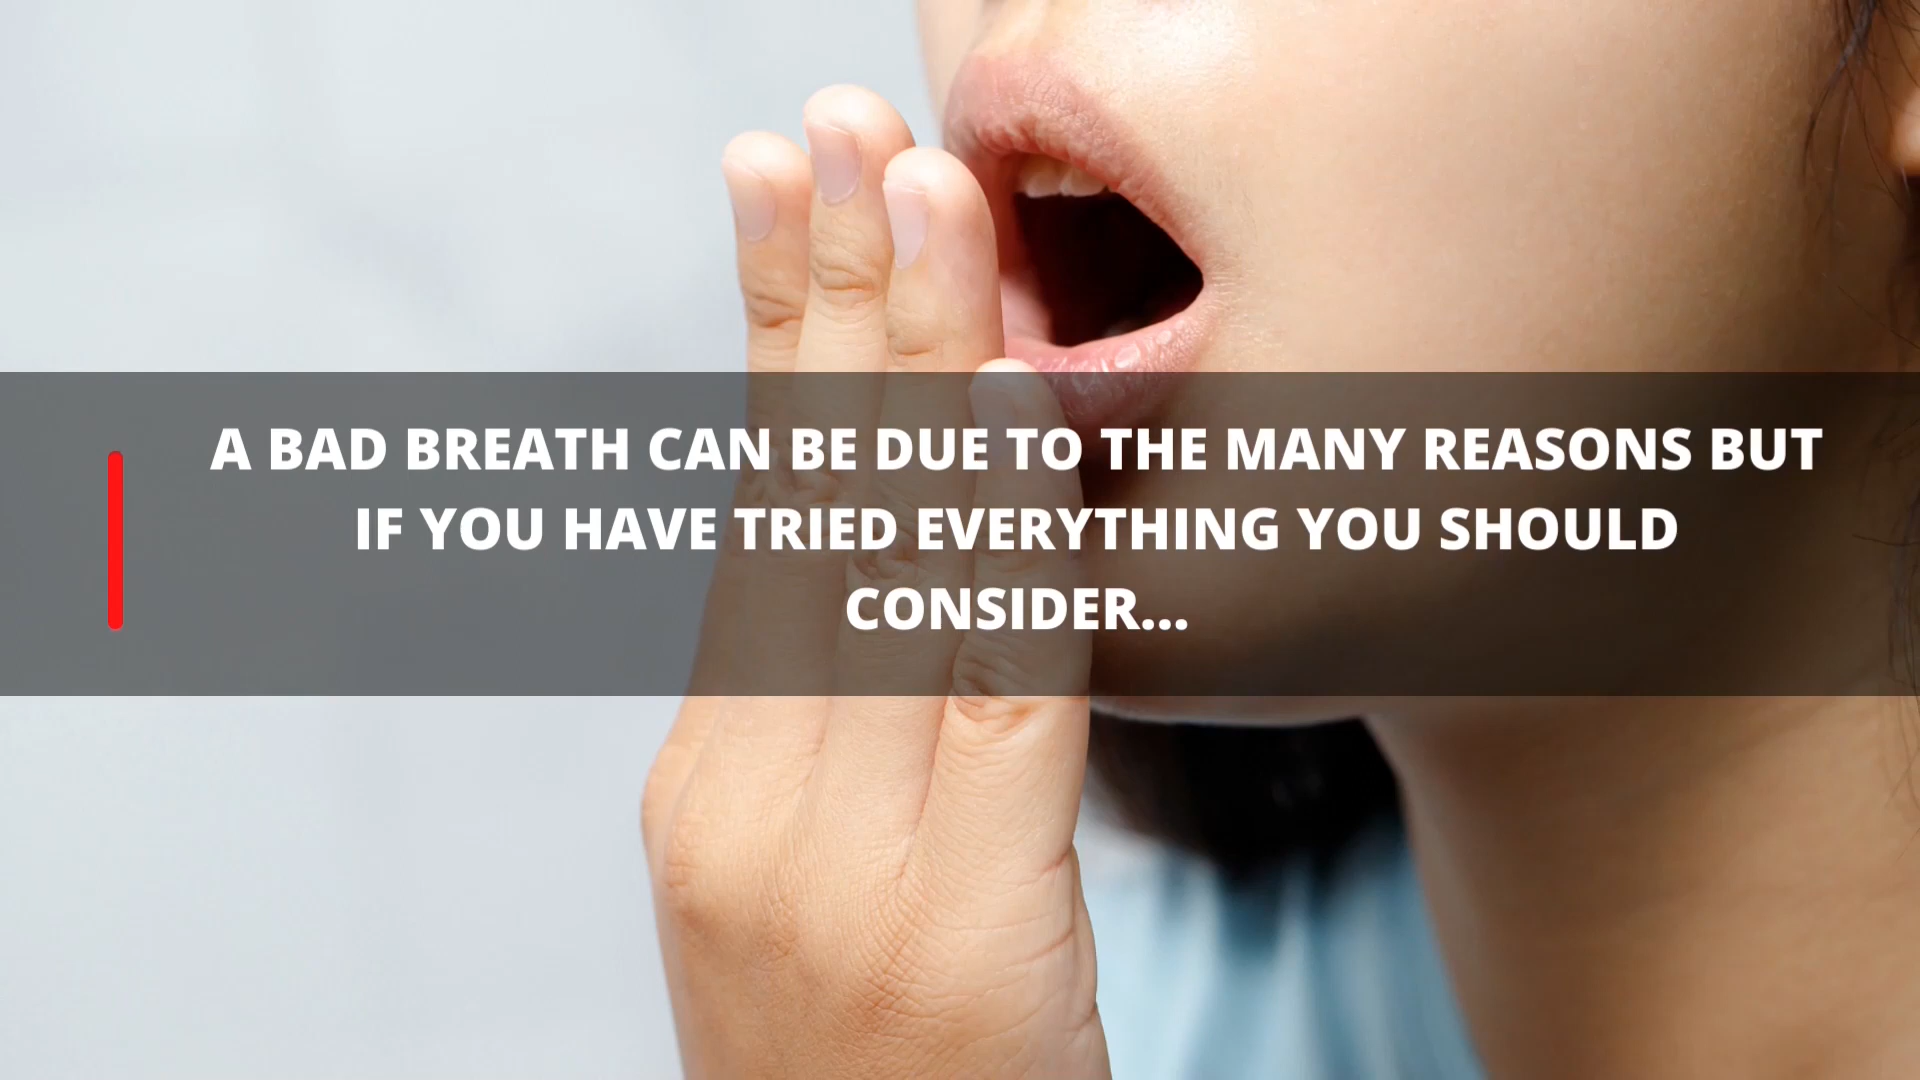 A BAD BREATH CAN BE DUE TO THE MANY REASONS BUT
IF YOU HAVE TRIED EVERYTHING YOU SHOULD
CONSIDER...